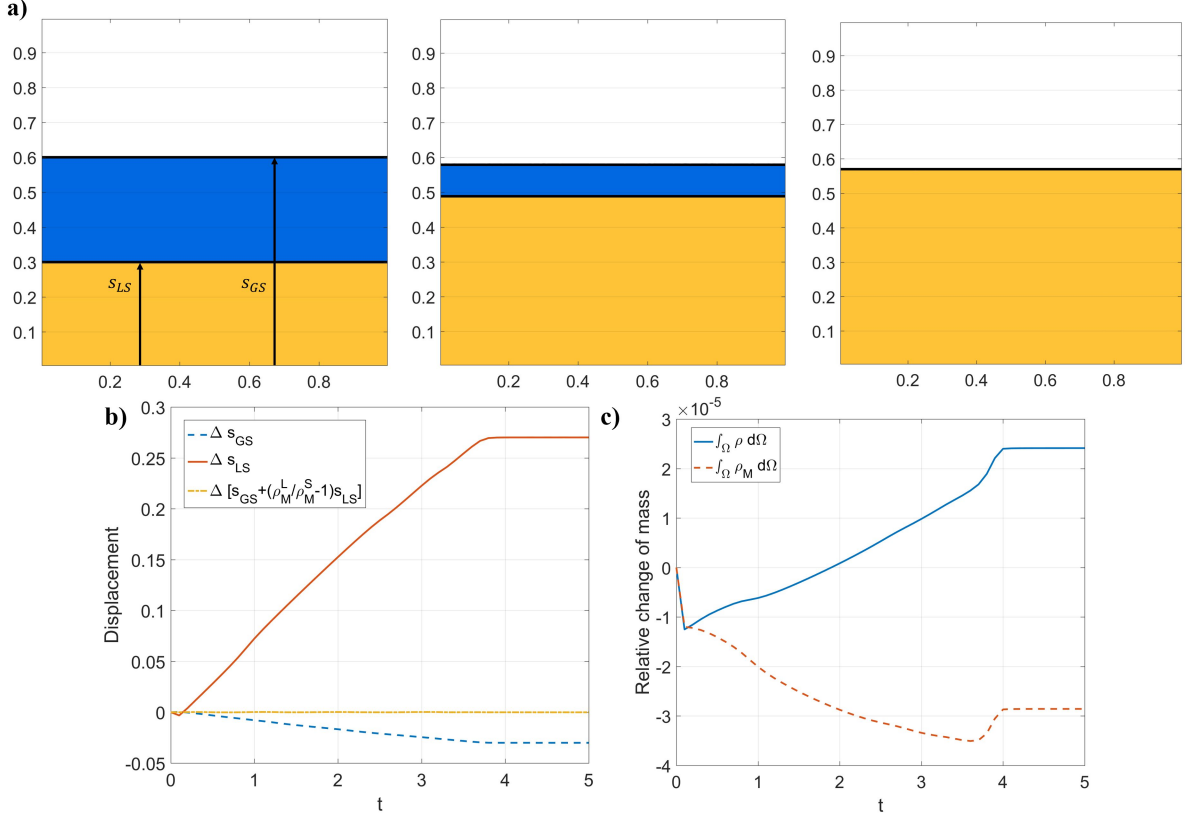 a)
0.9
0.8
0.7
0.6
0.5
0.4
0.3
0.2
0.1
s_LS
s_GS
0.2 0.4 0.6 0.8
0.9
0.8
0.7
0.6
0.5
0.4
0.3
0.2
0.1
0.2 0.4 0.6 0.8
0.9
0.8
0.7
0.6
0.5
0.4
0.3
0.2
0.1
0.2 0.4 0.6 0.8
b)
0.3
0.25
0.2
0.15
0.1
0.05
0
-0.05
Displacement
Δ s_GS
Δ s_LS
Δ [s_GS+(ρ_M^L/ρ_M^S-1)s_LS]
0 1 2 3 4 5
t
c)
×10^-5
3
2
1
0
-1
-2
-3
-4
Relative change of mass
∫_Ω ρ dΩ
∫_Ω ρ_M dΩ
0 1 2 3 4 5
t